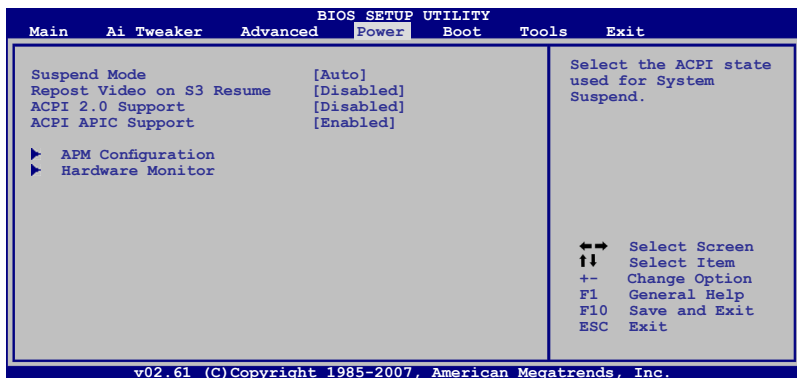 BIOS SETUP UTILITY
Main Ai Tweaker Advanced Power Boot Tools Exit
Suspend Mode [Auto]
Repost Video on S3 Resume [Disabled]
ACPI 2.0 Support [Disabled]
ACPI APIC Support [Enabled]
APM Configuration
Hardware Monitor
Select the ACPI state
used for System
Suspend.
←→ Select Screen
↑↓ Select Item
+- Change Option
F1 General Help
F10 Save and Exit
ESC Exit
v02.61 (C)Copyright 1985-2007, American Megatrends, Inc.